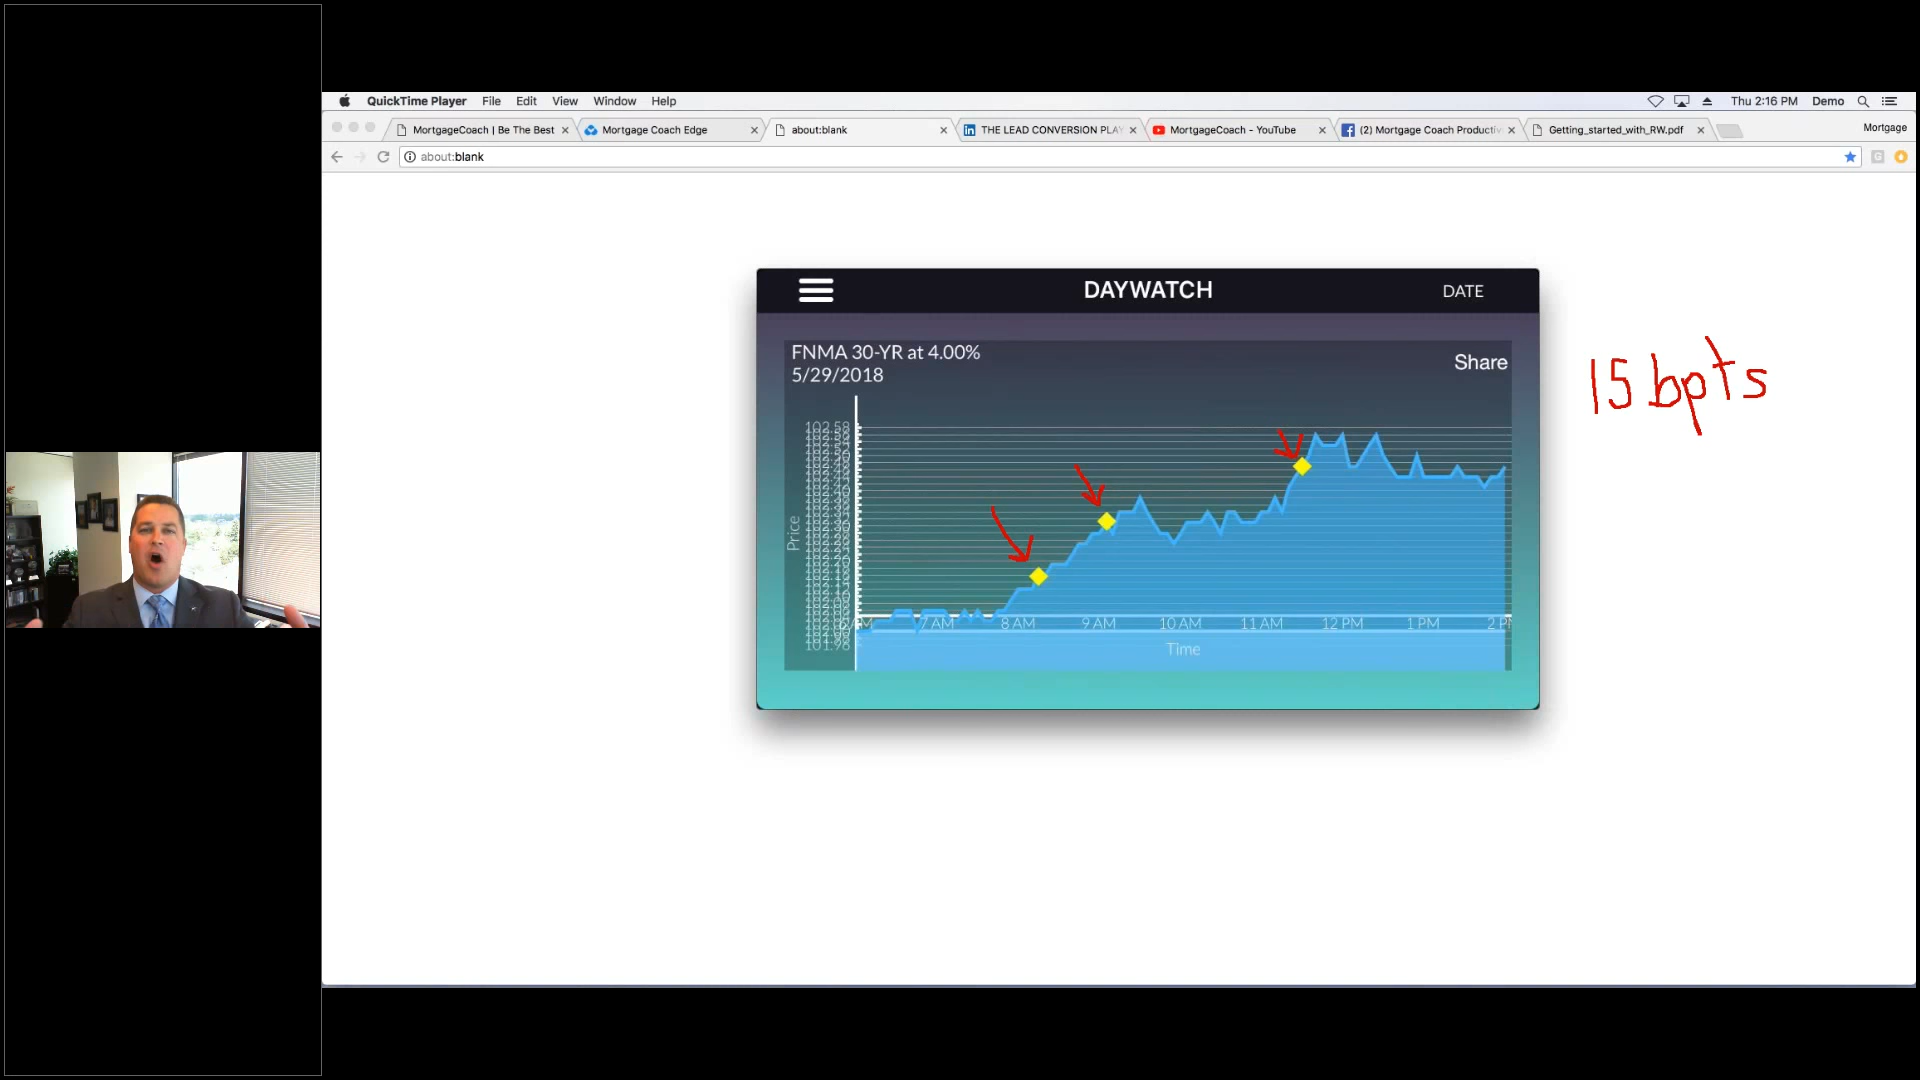 QuickTime Player File Edit View Window Help Thu 2:16 PM Demo
MortgageCoach | Be The Best Mortgage Coach Edge about:blank THE LEAD CONVERSION PLA MortgageCoach - YouTube (2) Mortgage Coach Productiv Getting_started_with_RW.pdf Mortgage
about:blank
DAYWATCH DATE
FNMA 30-YR at 4.00% Share
5/29/2018
15 bpts
102.58
Price
101.96
7 AM 8 AM 9 AM 10 AM 11 AM 12 PM 1 PM
Time